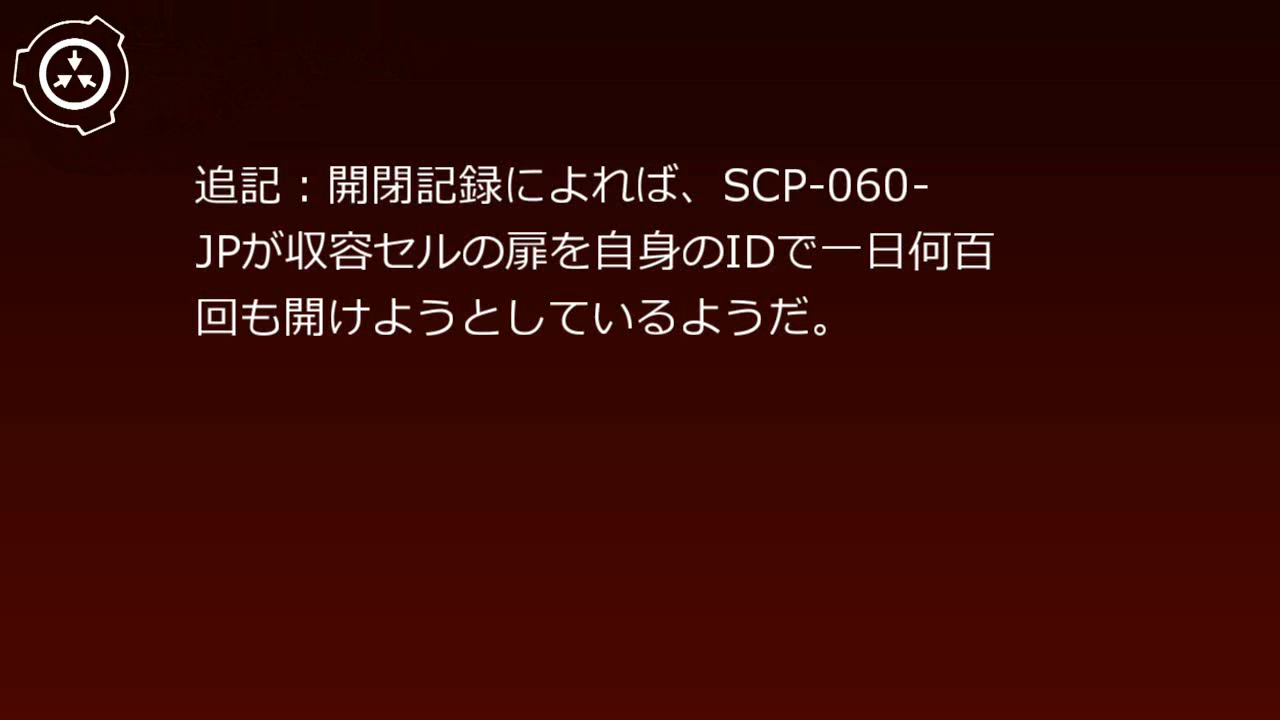 追記：開閉記録によれば、SCP-060-
JPが収容セルの扉を自身のIDで一日何百
回も開けようとしているようだ。